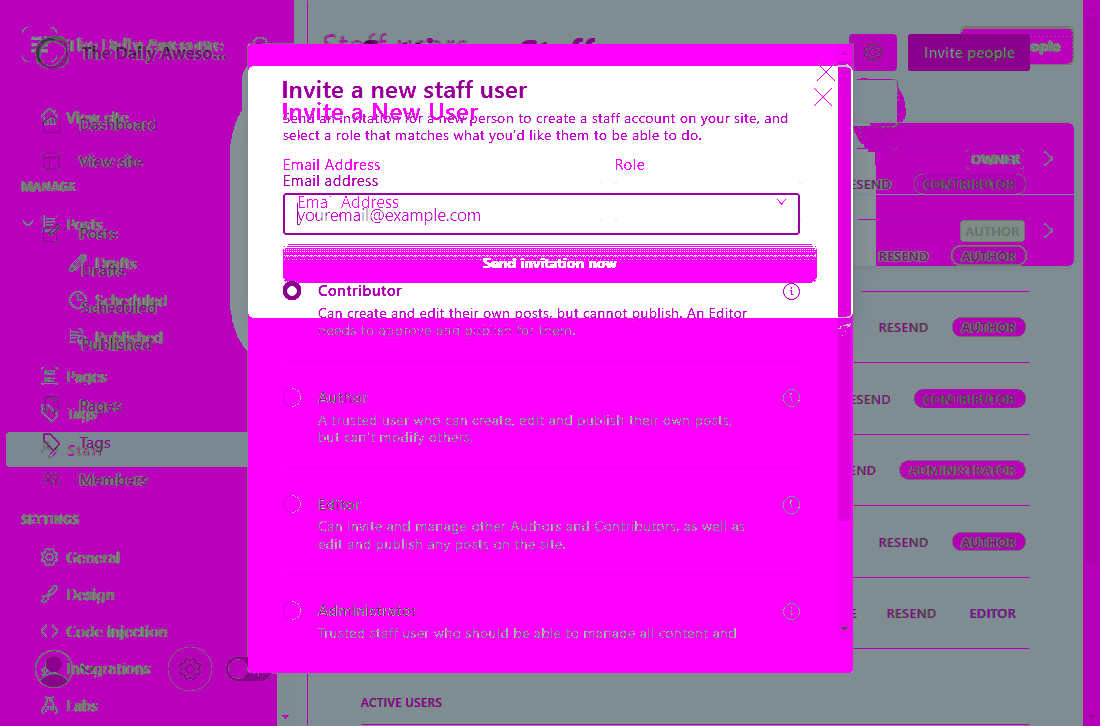 The Daily Aweso...
Staff users
Staff
Invite people
View site
Dashboard
View site
MANAGE
Posts
Posts
Drafts
Drafts
Scheduled
Scheduled
Published
Published
Pages
Pages
Tags
Tags
Staff
Members
SETTINGS
General
Design
Code injection
Integrations
Labs
Invite a new staff user
Invite a New User
Send an invitation for a new person to create a staff account on your site, and
select a role that matches what you'd like them to be able to do.
Email Address
Role
Email address
Email Address
youremail@example.com
Send invitation now
Contributor
Can create and edit their own posts, but cannot publish. An Editor
needs to approve and publish for them.
Author
A trusted user who can create, edit and publish their own posts,
but can't modify others.
Editor
Can invite and manage other Authors and Contributors, as well as
edit and publish any posts on the site.
Administrator
Trusted staff user who should be able to manage all content and
OWNER
CONTRIBUTOR
AUTHOR
RESEND
AUTHOR
RESEND
AUTHOR
CONTRIBUTOR
ADMINISTRATOR
RESEND
AUTHOR
RESEND
EDITOR
ACTIVE USERS